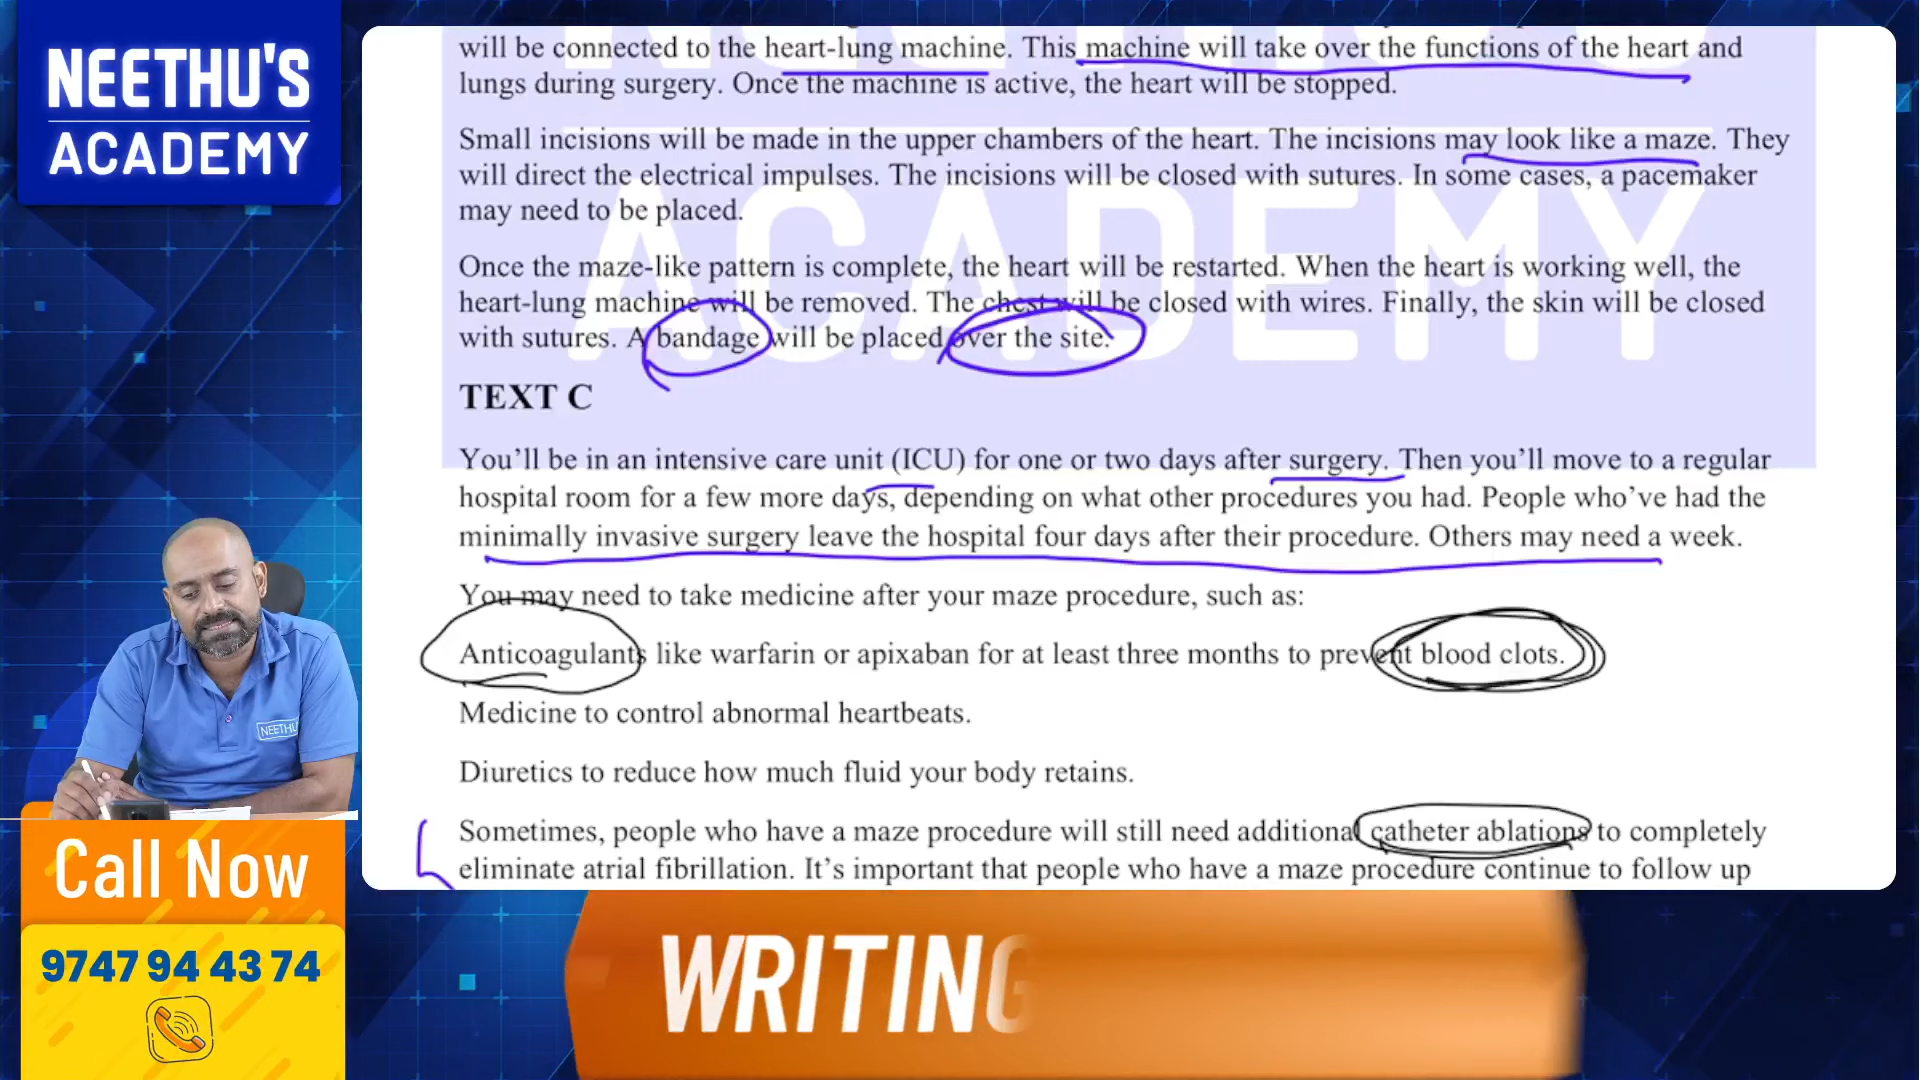 NEETHU'S
ACADEMY
will be connected to the heart-lung machine. This machine will take over the functions of the heart and
lungs during surgery. Once the machine is active, the heart will be stopped.
Small incisions will be made in the upper chambers of the heart. The incisions may look like a maze. They
will direct the electrical impulses. The incisions will be closed with sutures. In some cases, a pacemaker
may need to be placed.
Once the maze-like pattern is complete, the heart will be restarted. When the heart is working well, the
heart-lung machine will be removed. The chest will be closed with wires. Finally, the skin will be closed
with sutures. A bandage will be placed over the site.
ACADEMY
TEXT C
You'll be in an intensive care unit (ICU) for one or two days after surgery. Then you'll move to a regular
hospital room for a few more days, depending on what other procedures you had. People who've had the
minimally invasive surgery leave the hospital four days after their procedure. Others may need a week.
You may need to take medicine after your maze procedure, such as:
Anticoagulants like warfarin or apixaban for at least three months to prevent blood clots.
Medicine to control abnormal heartbeats.
Diuretics to reduce how much fluid your body retains.
Sometimes, people who have a maze procedure will still need additional catheter ablations to completely
eliminate atrial fibrillation. It's important that people who have a maze procedure continue to follow up
NEETHU
Call Now
9747 94 43 74
WRITING